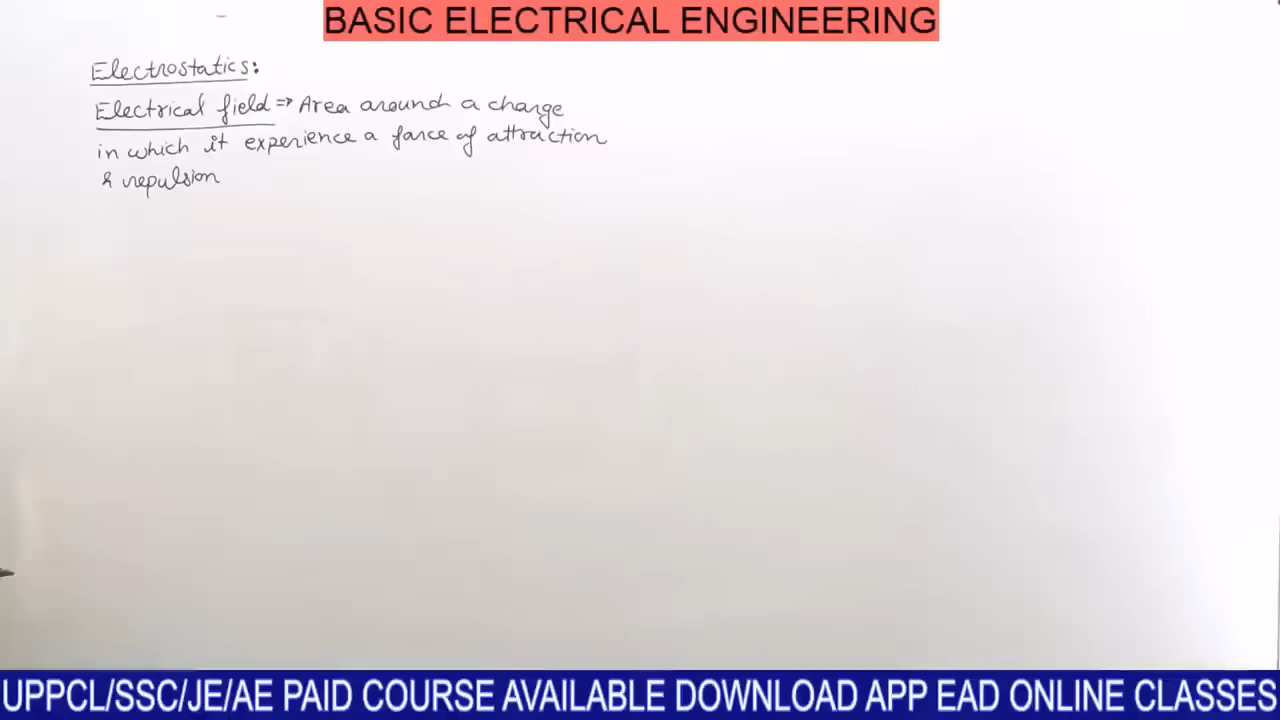 BASIC ELECTRICAL ENGINEERING
Electrostatics:
Electrical field => Area around a charge
in which it experience a force of attraction
& repulsion
UPPCL/SSC/JE/AE PAID COURSE AVAILABLE DOWNLOAD APP EAD ONLINE CLASSES